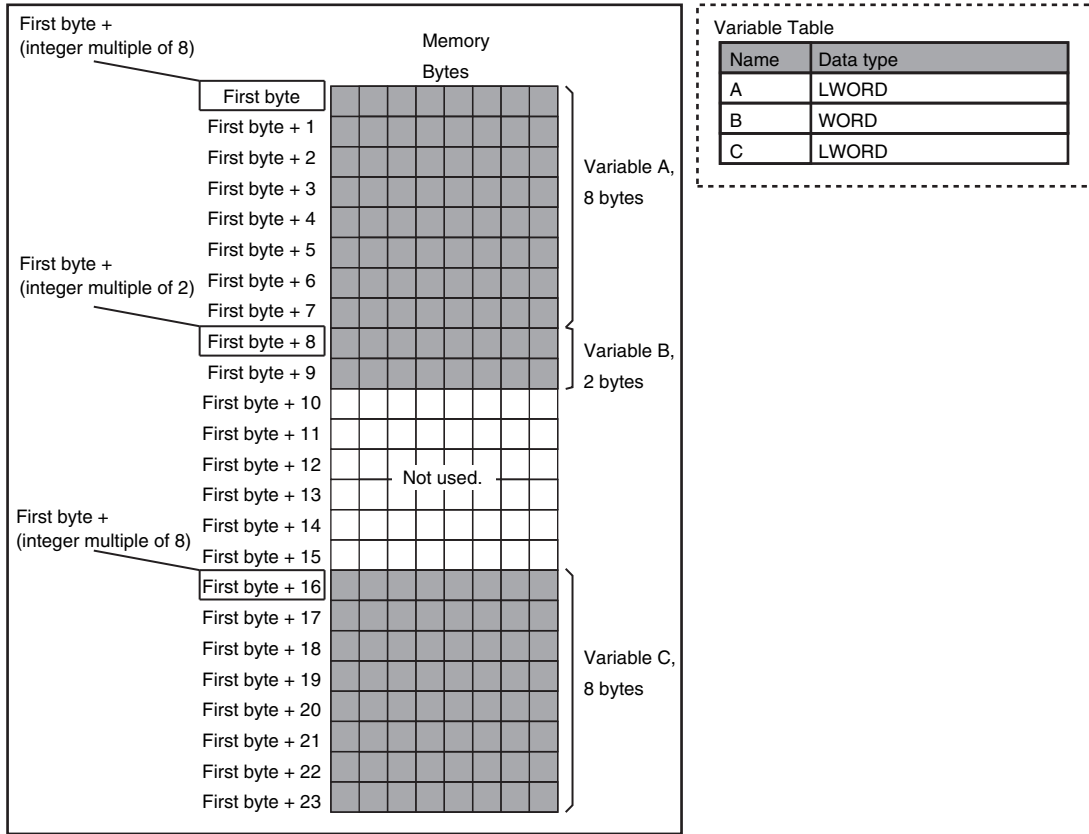 First byte +
(integer multiple of 8)
Memory
Bytes
First byte
First byte + 1
First byte + 2
First byte + 3
First byte + 4
First byte + 5
First byte + 6
First byte + 7
Variable A,
8 bytes
First byte +
(integer multiple of 2)
First byte + 8
First byte + 9
Variable B,
2 bytes
First byte + 10
First byte + 11
First byte + 12
First byte + 13
First byte + 14
First byte + 15
Not used.
First byte +
(integer multiple of 8)
First byte + 16
First byte + 17
First byte + 18
First byte + 19
First byte + 20
First byte + 21
First byte + 22
First byte + 23
Variable C,
8 bytes
Variable Table
Name Data type
A LWORD
B WORD
C LWORD